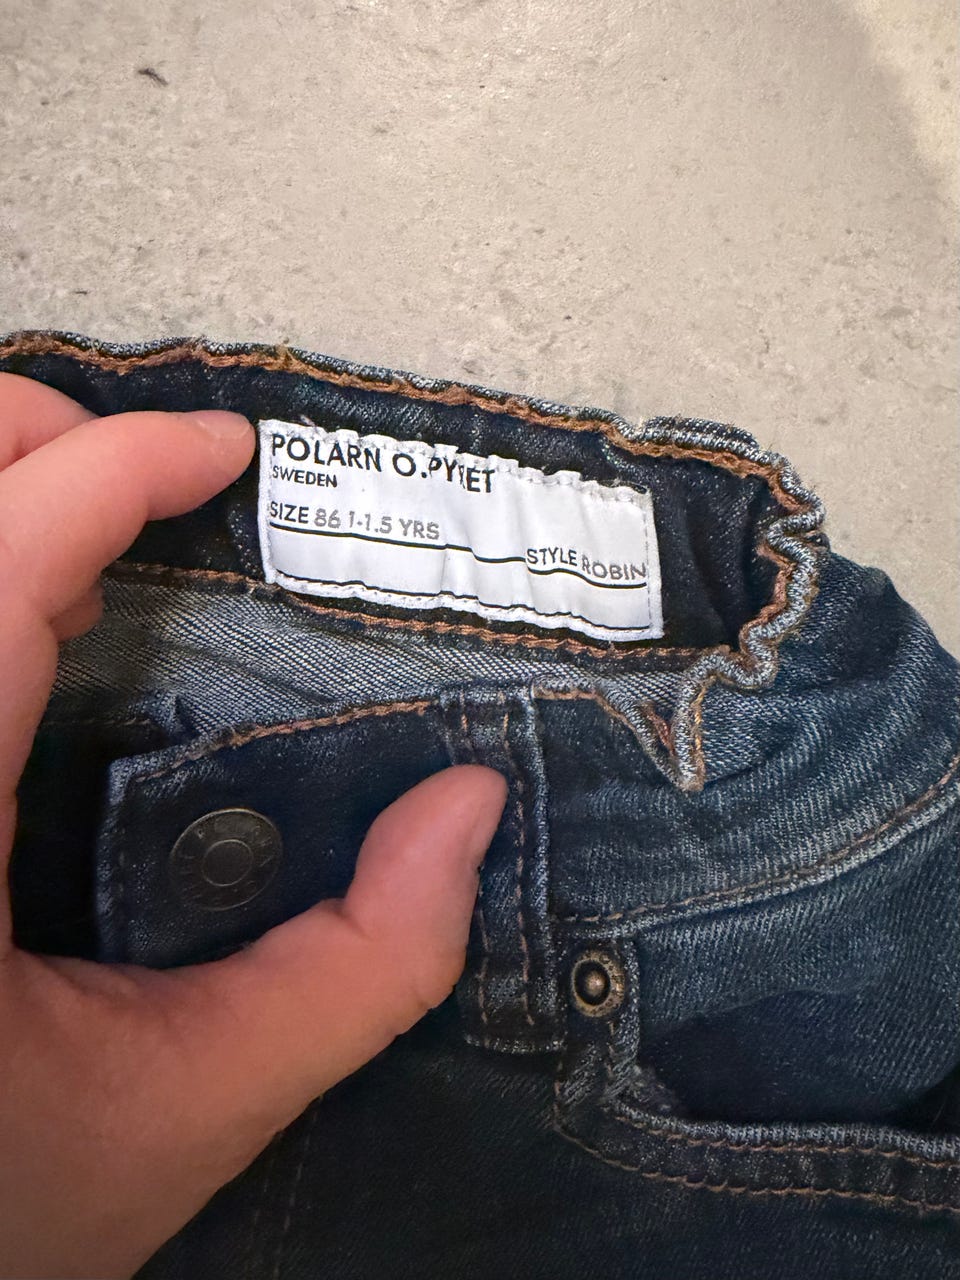 POLARN O.PYRET
SWEDEN
SIZE 86 1-1.5 YRS
STYLE ROBIN